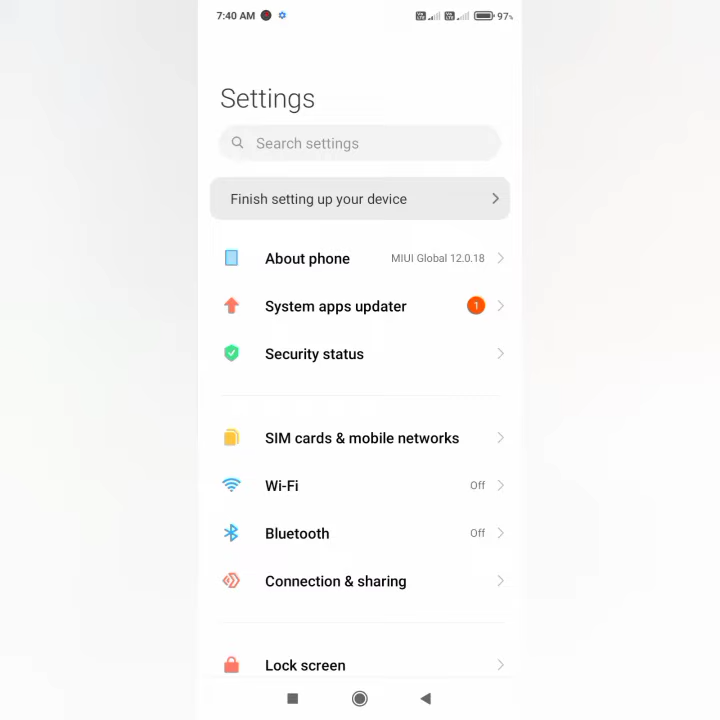 7:40 AM 97%
Settings
Search settings
Finish setting up your device
About phone MIUI Global 12.0.18
System apps updater 1
Security status
SIM cards & mobile networks
Wi-Fi Off
Bluetooth Off
Connection & sharing
Lock screen